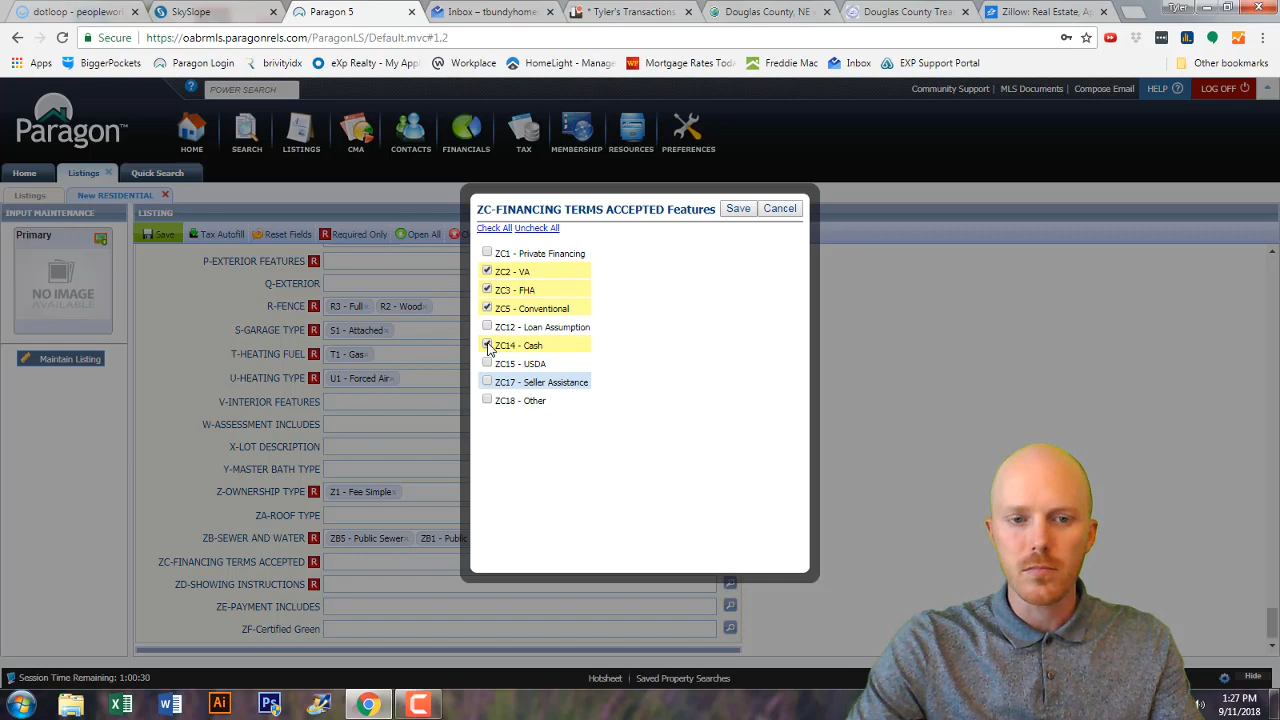 dotloop - peoplewor
SkySlope
Paragon 5
Inbox – tbundyhome
* Tyler's Transactions
Douglas County, NE -
Douglas County Trea
Zillow: Real Estate, A
Tyler
Secure
https://oabrmls.paragonrels.com/ParagonLS/Default.mvc#1.2
Apps
BiggerPockets
Paragon Login
brivityidx
eXp Realty - My App
Workplace
HomeLight - Manage
Mortgage Rates Toda
Freddie Mac
Inbox
EXP Support Portal
Other bookmarks
POWER SEARCH
Community Support
MLS Documents
Compose Email
HELP
LOG OFF
Paragon™
HOME
SEARCH
LISTINGS
CMA
CONTACTS
FINANCIALS
TAX
MEMBERSHIP
RESOURCES
PREFERENCES
Home
Listings
Quick Search
Listings
New RESIDENTIAL
INPUT MAINTENANCE
LISTING
Primary
NO IMAGE
AVAILABLE
Maintain Listing
Save
Tax Autofill
Reset Fields
R Required Only
Open All
P-EXTERIOR FEATURES R
Q-EXTERIOR
R-FENCE R R3 - Full× R2 - Wood×
S-GARAGE TYPE R S1 - Attached×
T-HEATING FUEL R T1 - Gas×
U-HEATING TYPE R U1 - Forced Air×
V-INTERIOR FEATURES
W-ASSESSMENT INCLUDES
X-LOT DESCRIPTION
Y-MASTER BATH TYPE
Z-OWNERSHIP TYPE R Z1 - Fee Simple×
ZA-ROOF TYPE
ZB-SEWER AND WATER R ZB5 - Public Sewer× ZB1 - Public
ZC-FINANCING TERMS ACCEPTED R
ZD-SHOWING INSTRUCTIONS R
ZE-PAYMENT INCLUDES
ZF-Certified Green
ZC-FINANCING TERMS ACCEPTED Features
Save
Cancel
Check All Uncheck All
ZC1 - Private Financing
ZC2 - VA
ZC3 - FHA
ZC5 - Conventional
ZC12 - Loan Assumption
ZC14 - Cash
ZC15 - USDA
ZC17 - Seller Assistance
ZC18 - Other
Session Time Remaining: 1:00:30
Hotsheet
Saved Property Searches
Hide
1:27 PM
9/11/2018